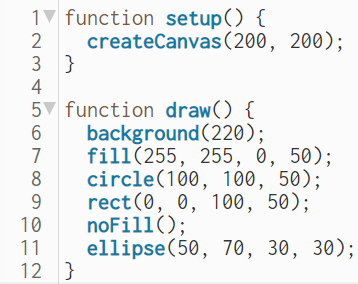 1 function setup() {
2   createCanvas(200, 200);
3 }
4
5 function draw() {
6   background(220);
7   fill(255, 255, 0, 50);
8   circle(100, 100, 50);
9   rect(0, 0, 100, 50);
10   noFill();
11   ellipse(50, 70, 30, 30);
12 }